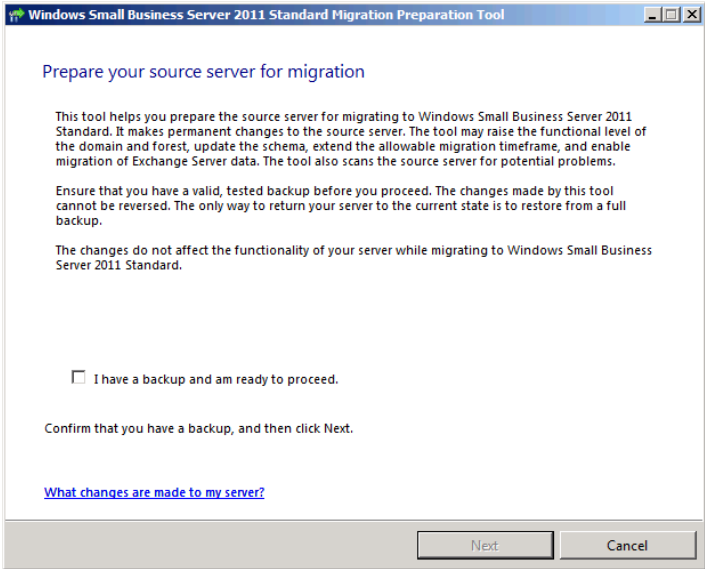 Windows Small Business Server 2011 Standard Migration Preparation Tool
Prepare your source server for migration
This tool helps you prepare the source server for migrating to Windows Small Business Server 2011
Standard. It makes permanent changes to the source server. The tool may raise the functional level of
the domain and forest, update the schema, extend the allowable migration timeframe, and enable
migration of Exchange Server data. The tool also scans the source server for potential problems.
Ensure that you have a valid, tested backup before you proceed. The changes made by this tool
cannot be reversed. The only way to return your server to the current state is to restore from a full
backup.
The changes do not affect the functionality of your server while migrating to Windows Small Business
Server 2011 Standard.
I have a backup and am ready to proceed.
Confirm that you have a backup, and then click Next.
What changes are made to my server?
Next
Cancel